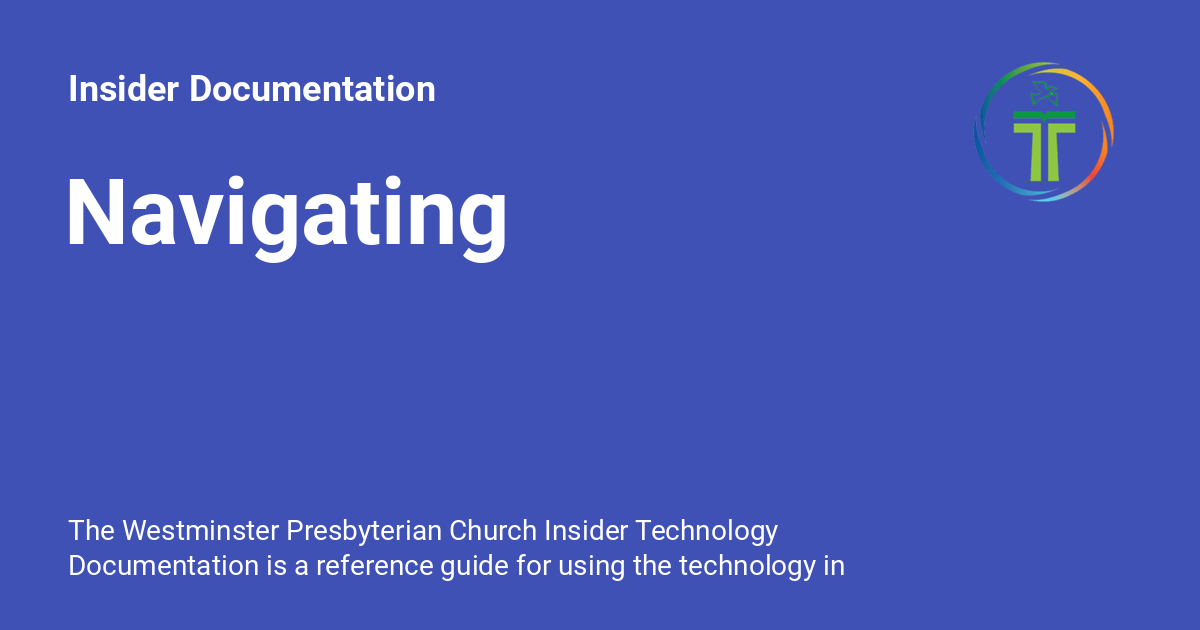 Insider Documentation
Navigating
The Westminster Presbyterian Church Insider Technology
Documentation is a reference guide for using the technology in